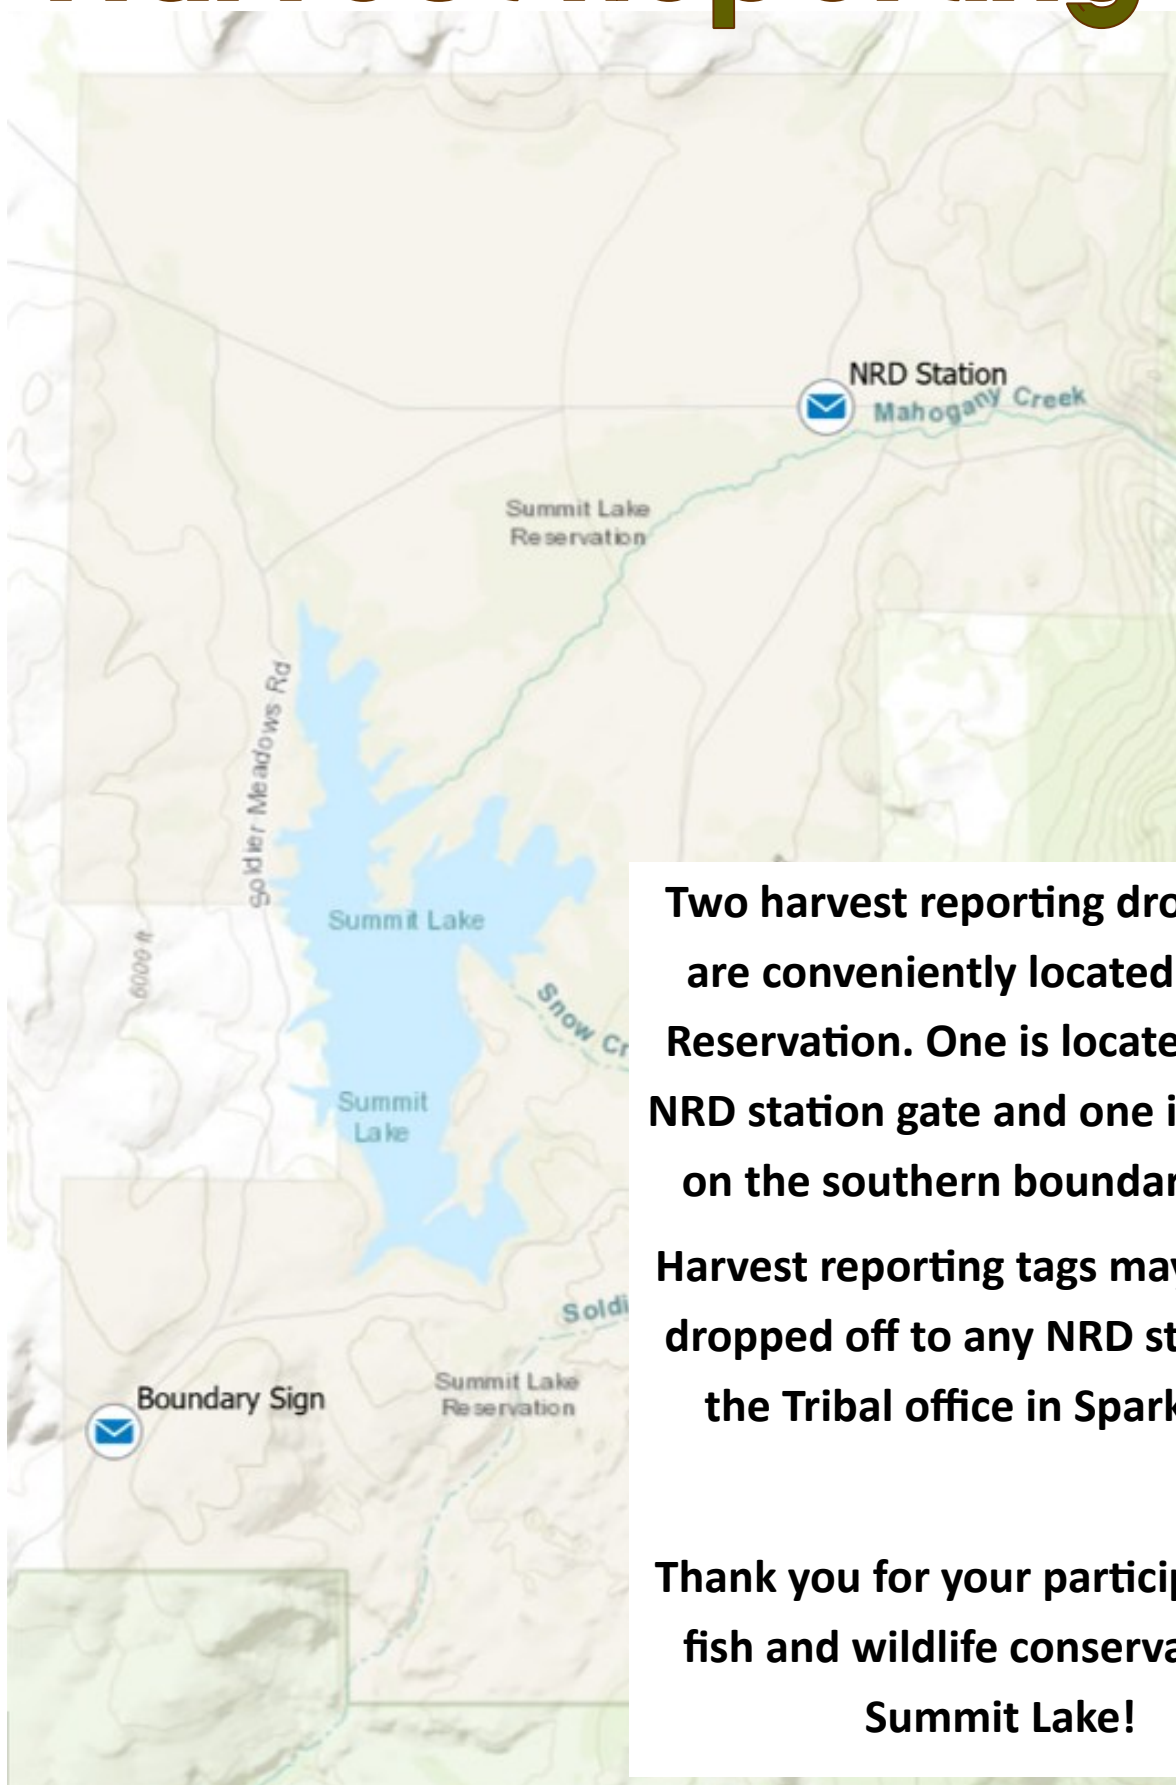 Harvest Reporting
NRD Station
Mahogany Creek
Summit Lake
Reservation
Soldier Meadows Rd
Summit Lake
6000 ft
Snow Cr
Summit
Lake
Soldi
Boundary Sign
Summit Lake
Reservation
Two harvest reporting dro
are conveniently located
Reservation. One is locate
NRD station gate and one i
on the southern boundar
Harvest reporting tags may
dropped off to any NRD st
the Tribal office in Spark
Thank you for your particip
fish and wildlife conserva
Summit Lake!